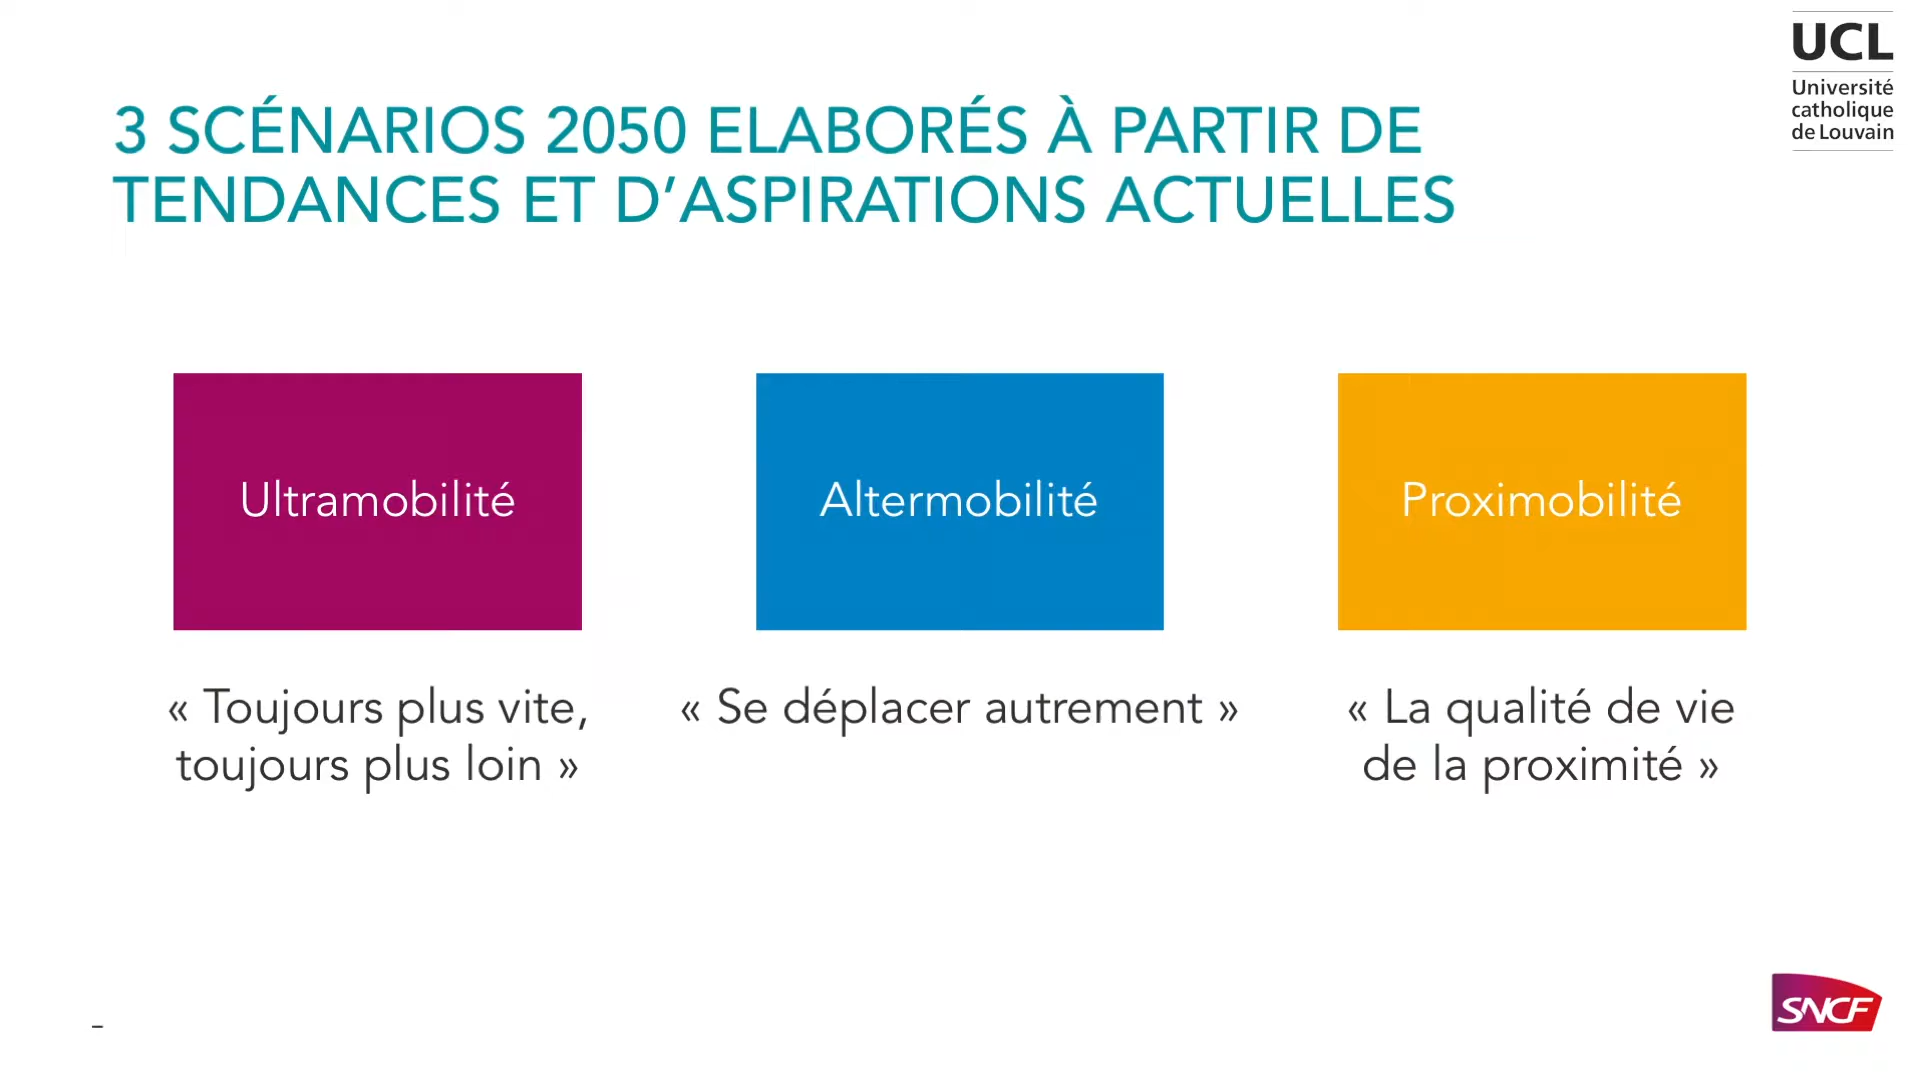 UCL
Université
catholique
de Louvain
3 SCÉNARIOS 2050 ELABORÉS À PARTIR DE
TENDANCES ET D’ASPIRATIONS ACTUELLES
Ultramobilité
Altermobilité
Proximobilité
« Toujours plus vite,
toujours plus loin »
« Se déplacer autrement »
« La qualité de vie
de la proximité »
–
SNCF